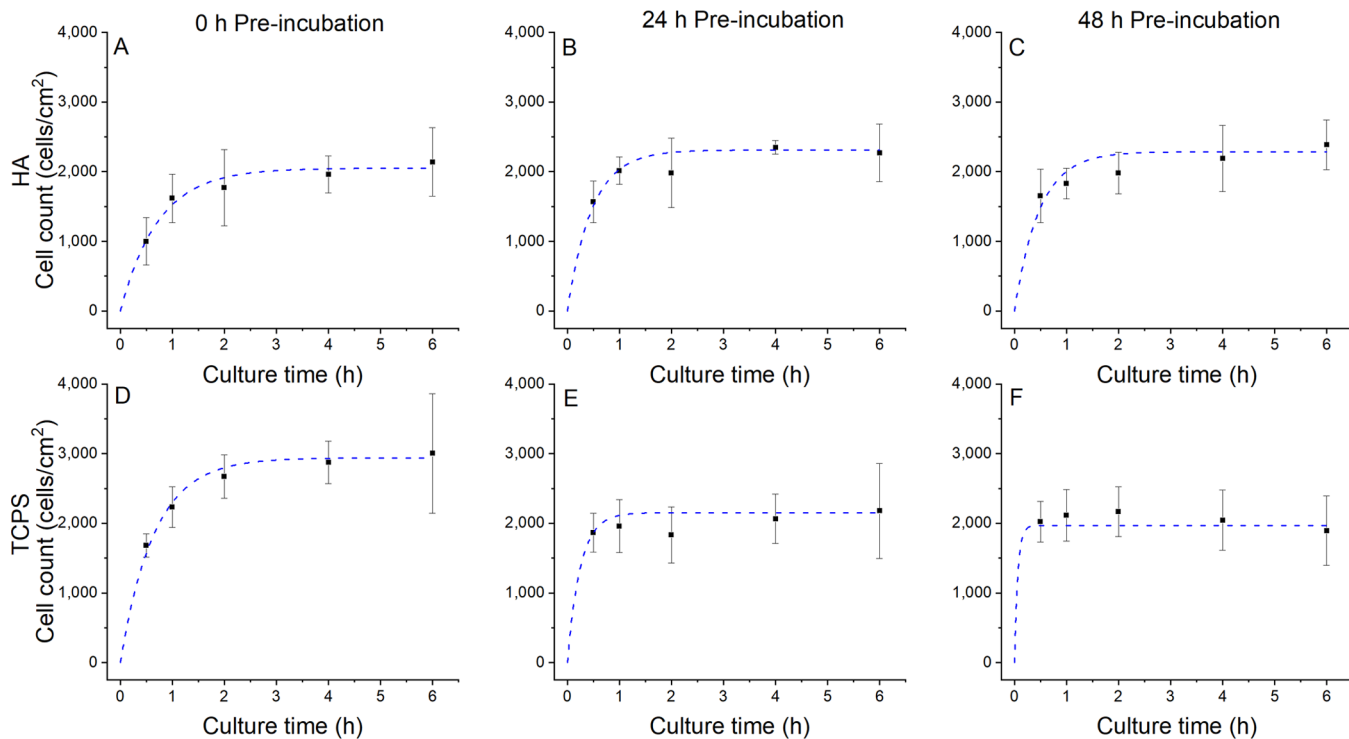 0 h Pre-incubation
24 h Pre-incubation
48 h Pre-incubation
HA
Cell count (cells/cm²)
A
4,000
3,000
2,000
1,000
0
0 1 2 3 4 5 6
Culture time (h)
B
4,000
3,000
2,000
1,000
0
0 1 2 3 4 5 6
Culture time (h)
C
4,000
3,000
2,000
1,000
0
0 1 2 3 4 5 6
Culture time (h)
TCPS
Cell count (cells/cm²)
D
4,000
3,000
2,000
1,000
0
0 1 2 3 4 5 6
Culture time (h)
E
4,000
3,000
2,000
1,000
0
0 1 2 3 4 5 6
Culture time (h)
F
4,000
3,000
2,000
1,000
0
0 1 2 3 4 5 6
Culture time (h)